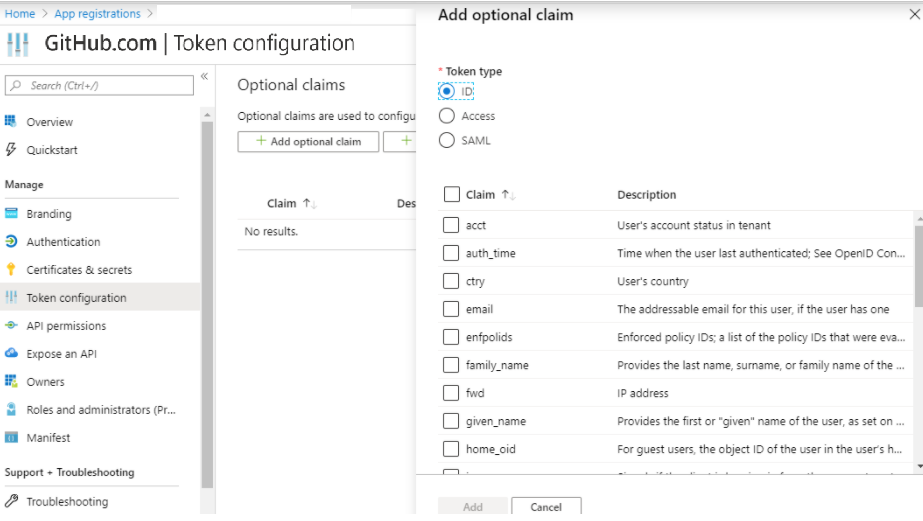 Home > App registrations >
GitHub.com | Token configuration
Search (Ctrl+/)
Overview
Quickstart
Manage
Branding
Authentication
Certificates & secrets
Token configuration
API permissions
Expose an API
Owners
Roles and administrators (Pr...
Manifest
Support + Troubleshooting
Troubleshooting
Optional claims
Optional claims are used to configu
+ Add optional claim
+
Claim ↑↓ Des
No results.
Add optional claim
* Token type
ID
Access
SAML
Claim ↑↓ Description
acct User's account status in tenant
auth_time Time when the user last authenticated; See OpenID Con...
ctry User's country
email The addressable email for this user, if the user has one
enfpolids Enforced policy IDs; a list of the policy IDs that were eva...
family_name Provides the last name, surname, or family name of the ...
fwd IP address
given_name Provides the first or "given" name of the user, as set on ...
home_oid For guest users, the object ID of the user in the user's h...
Add Cancel